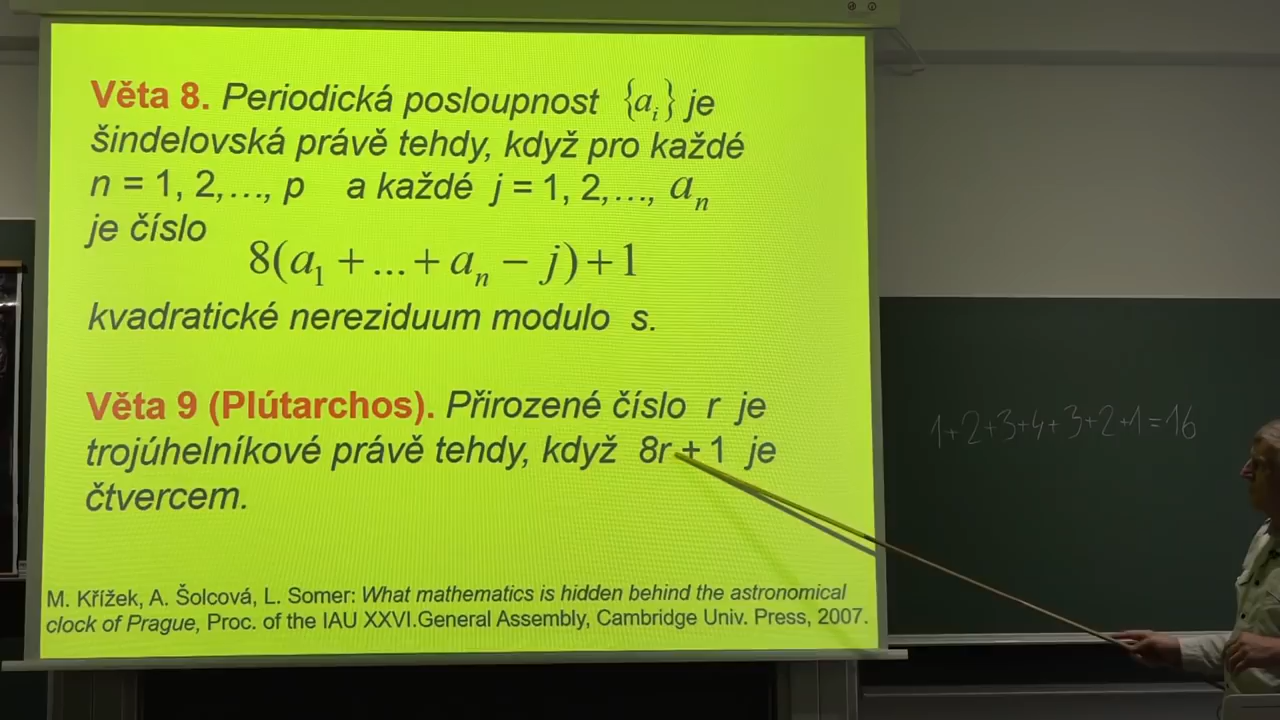 Věta 8. Periodická posloupnost {a_i} je
šindelovská právě tehdy, když pro každé
n = 1, 2,…, p a každé j = 1, 2,…, a_n
je číslo
8(a_1 + ... + a_n − j) + 1
kvadratické nereziduum modulo s.
Věta 9 (Plútarchos). Přirozené číslo r je
trojúhelníkové právě tehdy, když 8r + 1 je
čtvercem.
M. Křížek, A. Šolcová, L. Somer: What mathematics is hidden behind the astronomical
clock of Prague, Proc. of the IAU XXVI.General Assembly, Cambridge Univ. Press, 2007.
1+2+3+4+3+2+1=16